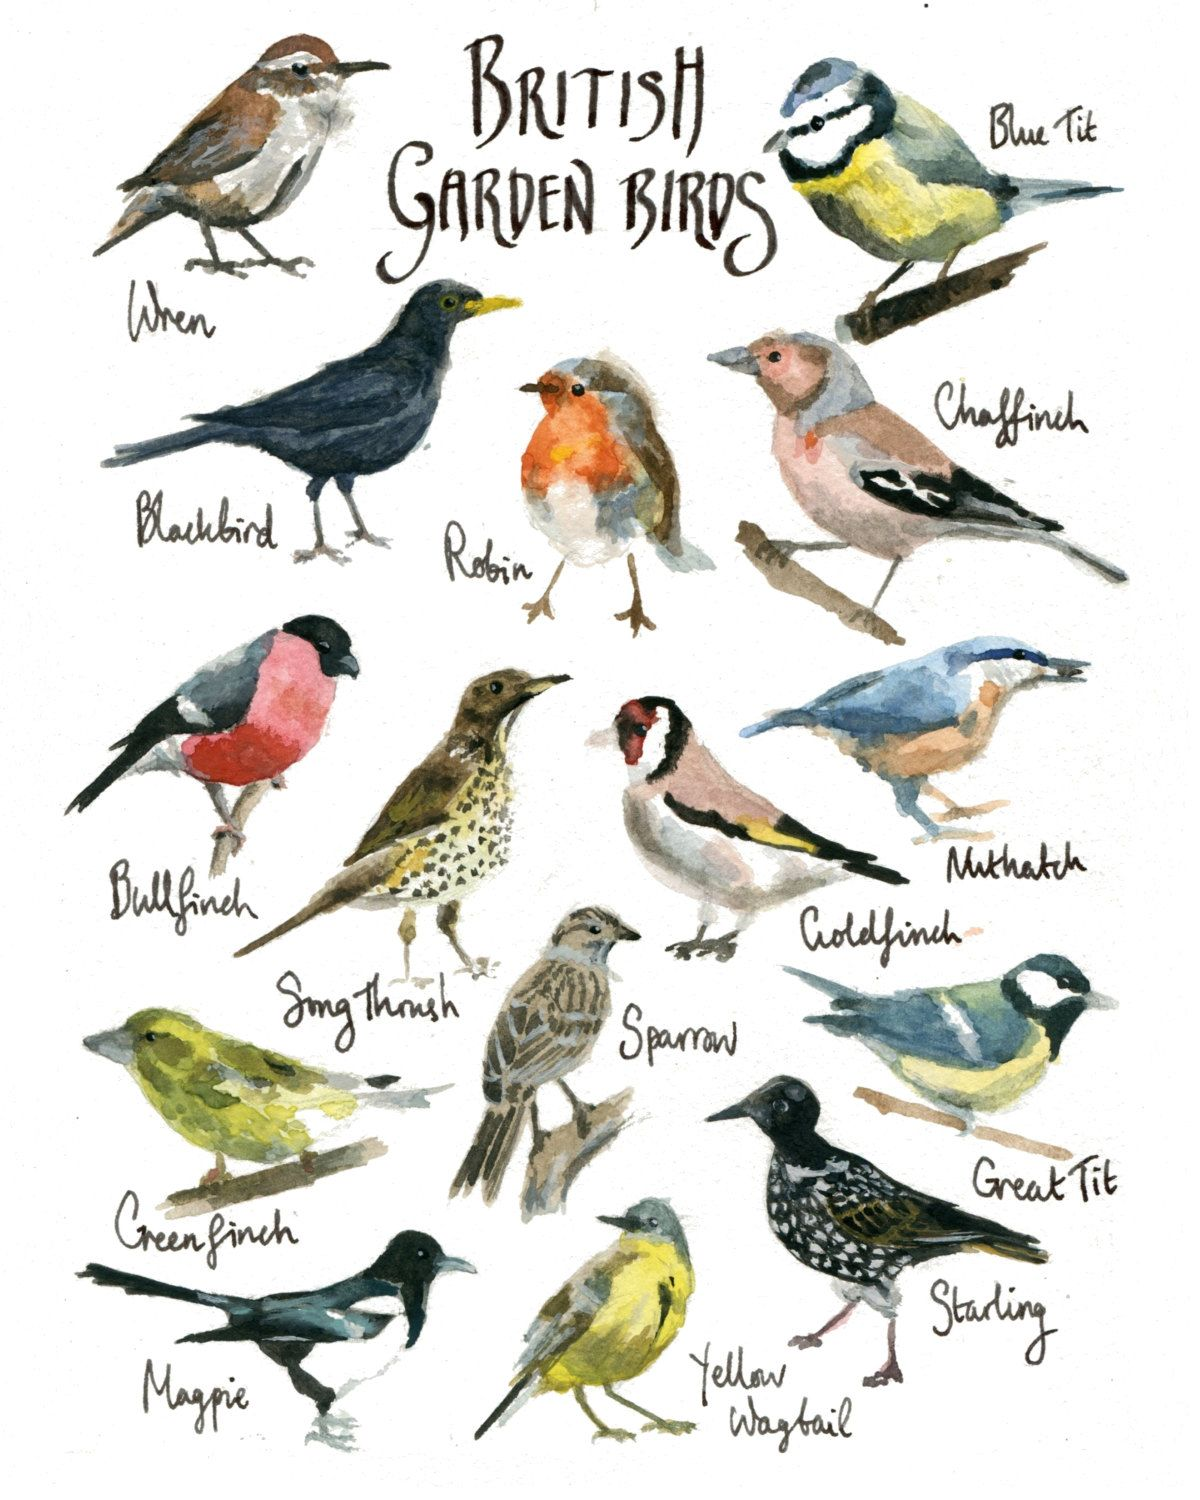 BRITISH
GARDEN BIRDS
Blue Tit
Wren
Chaffinch
Blackbird
Robin
Bullfinch
Nuthatch
Goldfinch
Song Thrush
Sparrow
Great Tit
Greenfinch
Starling
Magpie
Yellow
Wagtail